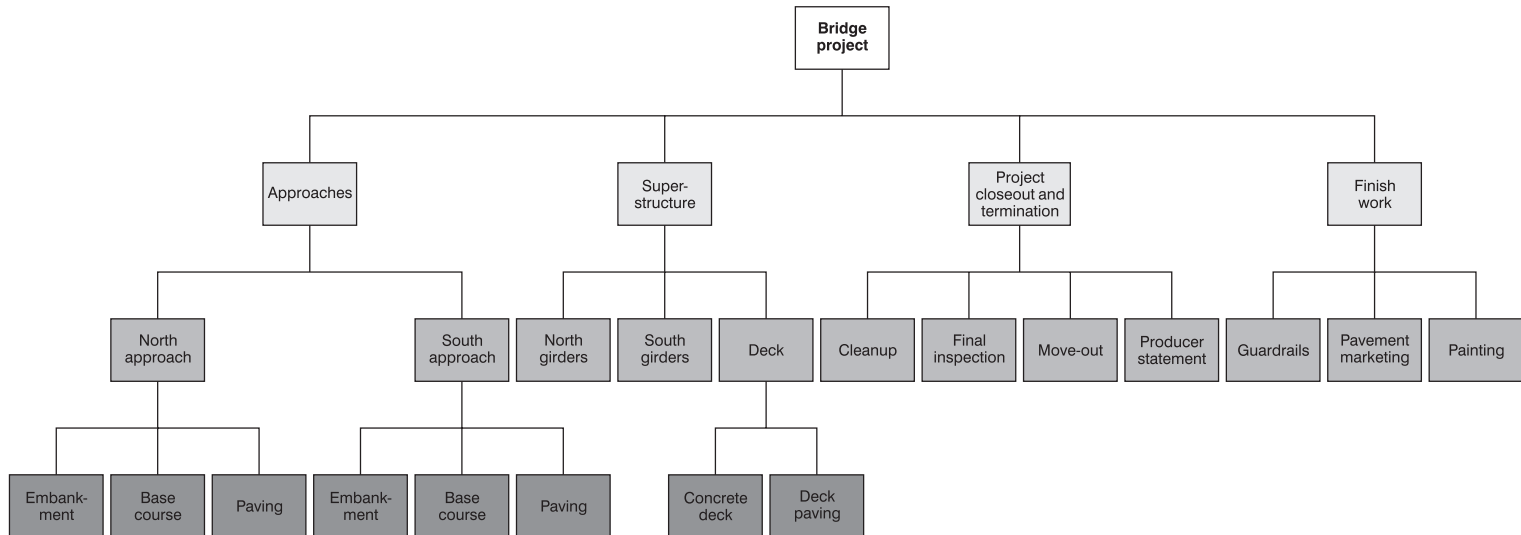 Bridge
project
Approaches
Super-
structure
Project
closeout and
termination
Finish
work
North
approach
South
approach
North
girders
South
girders
Deck
Cleanup
Final
inspection
Move-out
Producer
statement
Guardrails
Pavement
marketing
Painting
Embank-
ment
Base
course
Paving
Embank-
ment
Base
course
Paving
Concrete
deck
Deck
paving